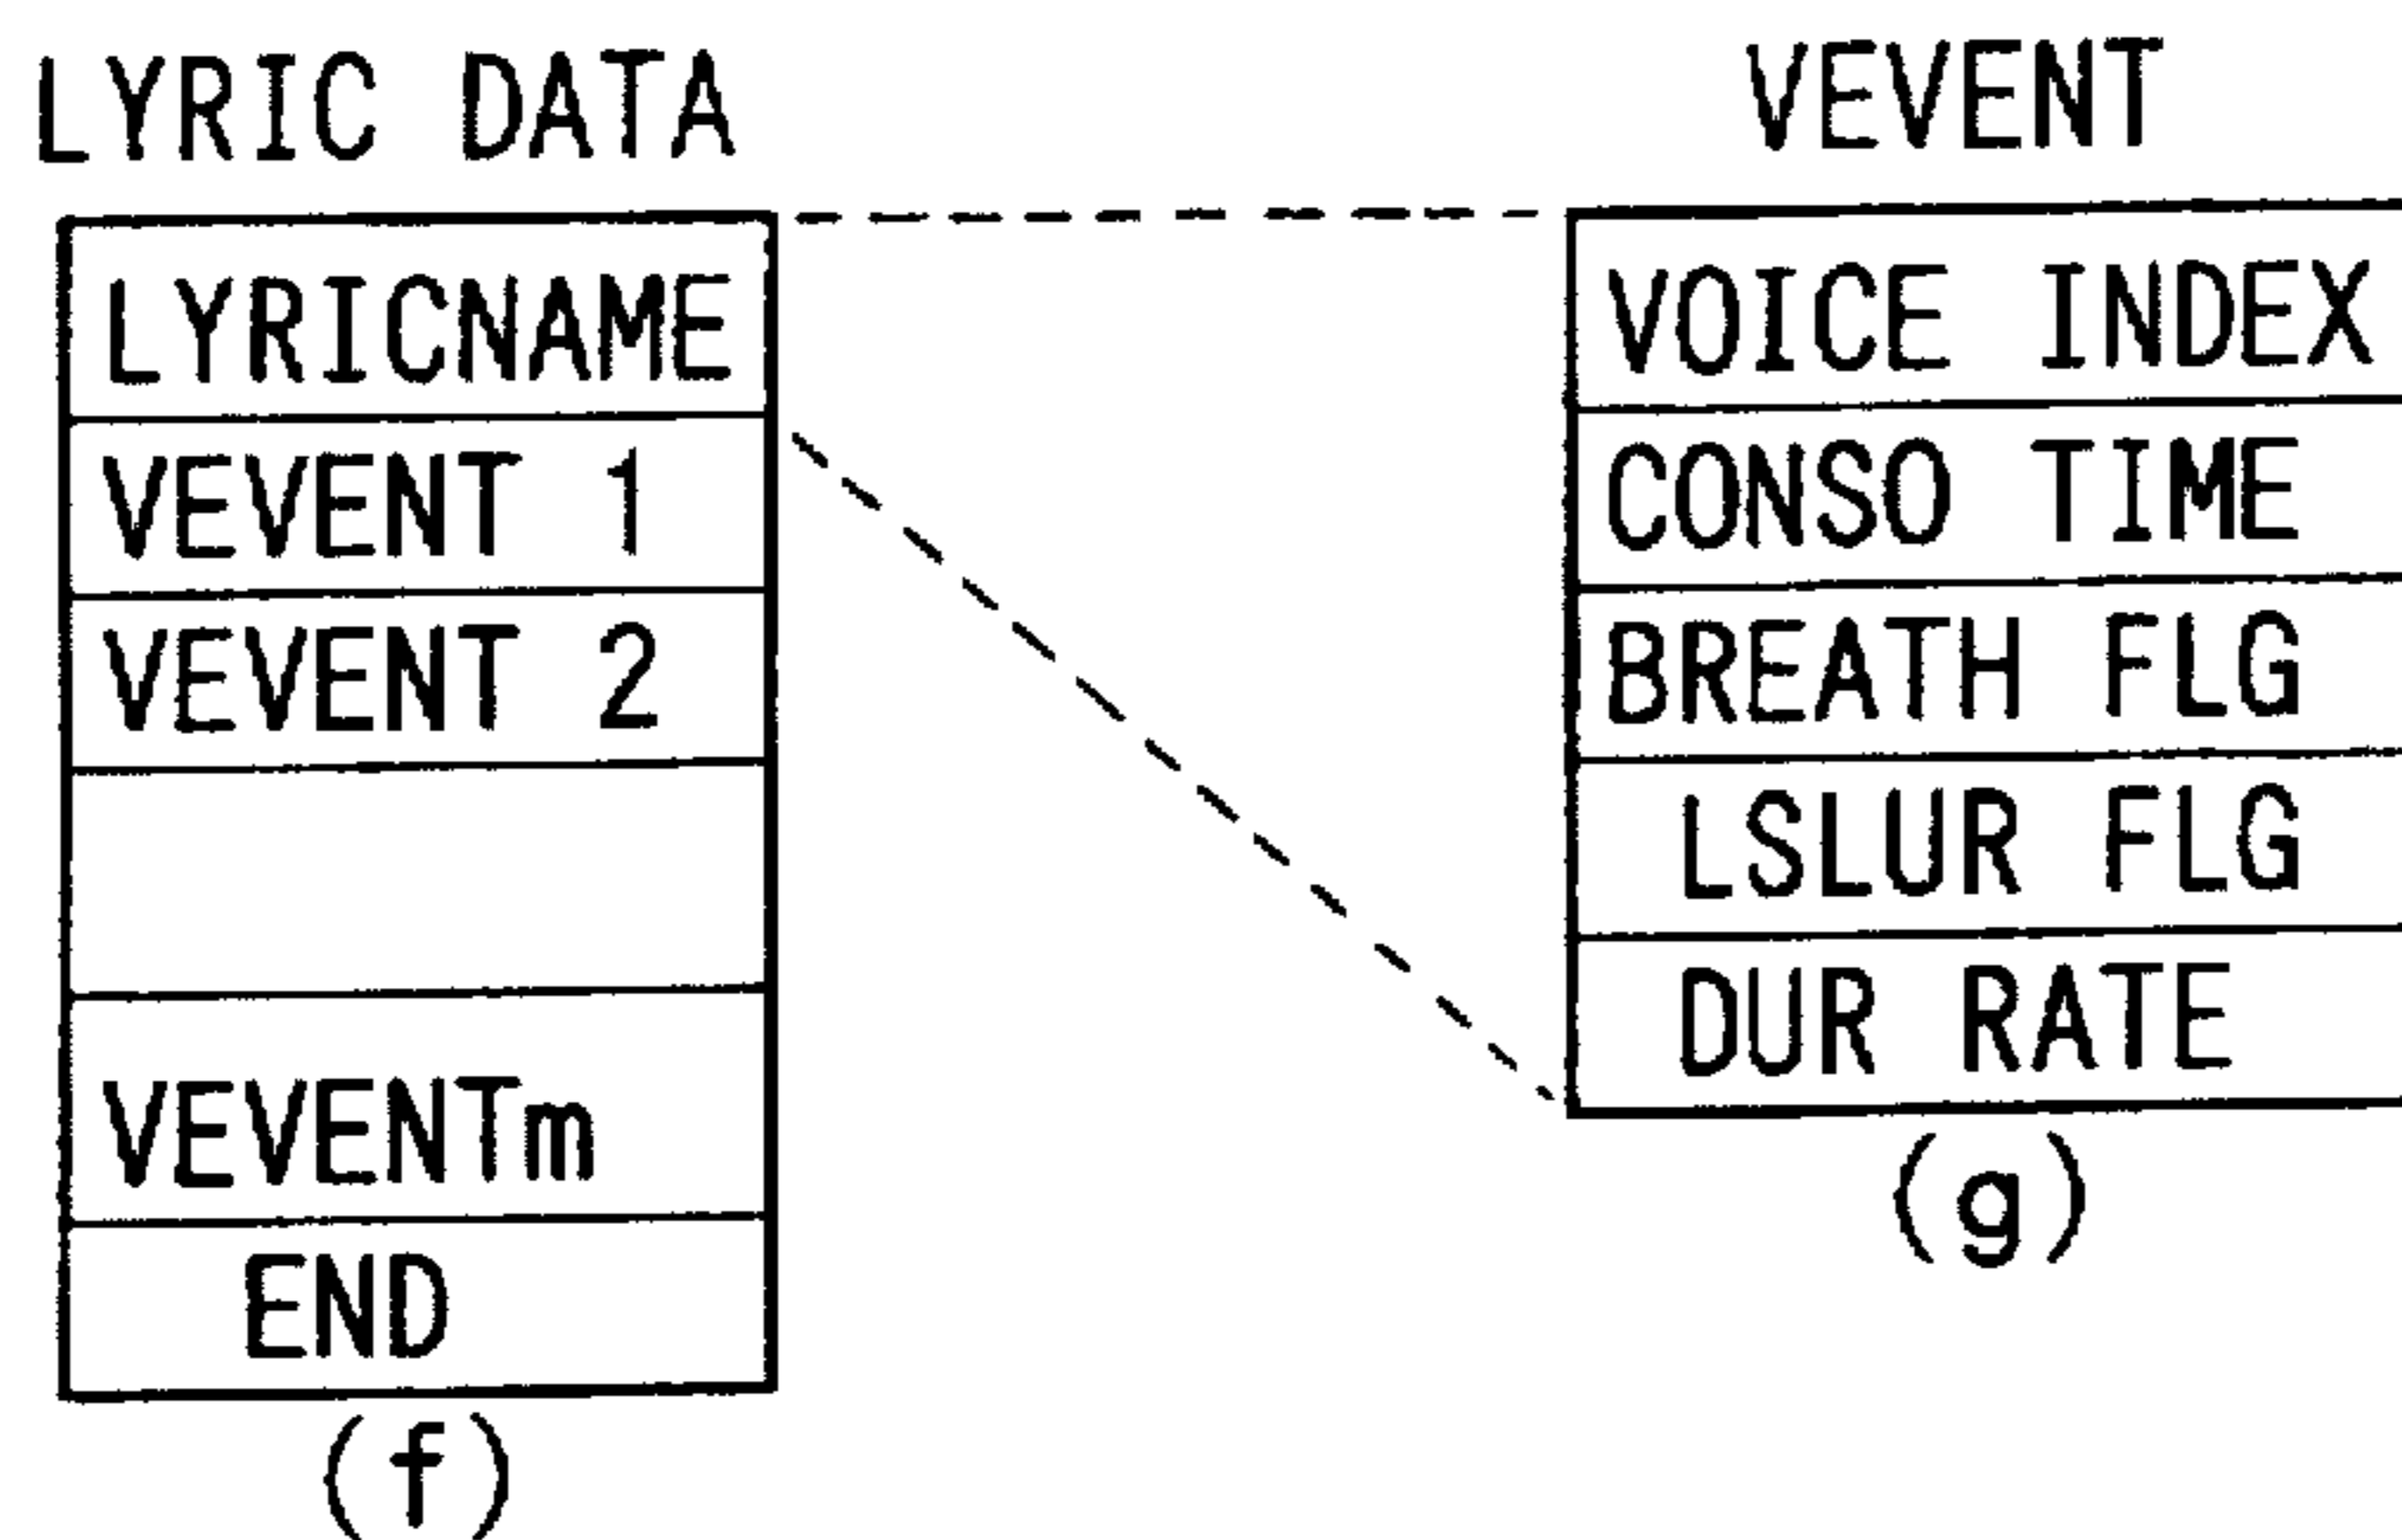 LYRIC DATA
LYRICNAME
VEVENT 1
VEVENT 2
VEVENTm
END
(f)
VEVENT
VOICE INDEX
CONSO TIME
BREATH FLG
LSLUR FLG
DUR RATE
(g)